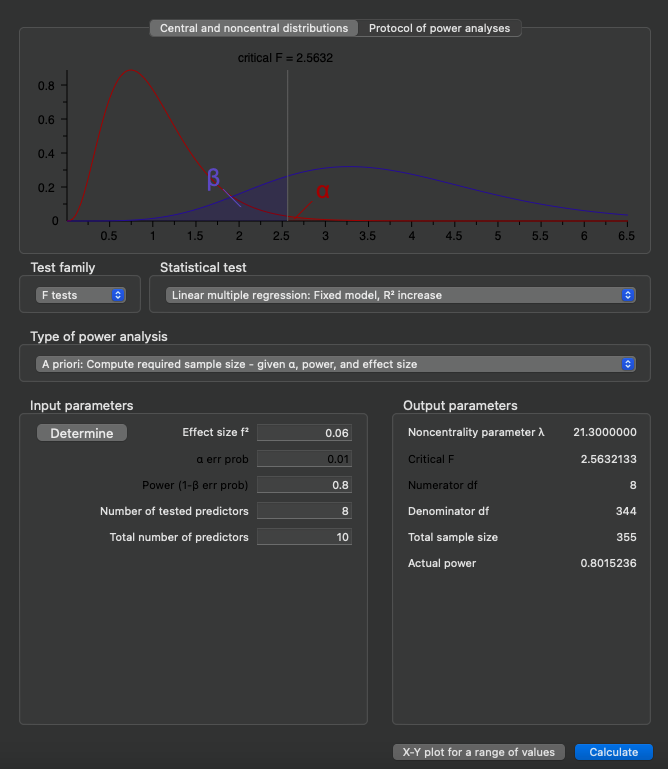 Central and noncentral distributions Protocol of power analyses
critical F = 2.5632
0.8
0.6
0.4
β
α
0.2
0
0.5 1 1.5 2 2.5 3 3.5 4 4.5 5 5.5 6 6.5
Test family Statistical test
F tests Linear multiple regression: Fixed model, R² increase
Type of power analysis
A priori: Compute required sample size - given α, power, and effect size
Input parameters Output parameters
Determine Effect size f² 0.06 Noncentrality parameter λ 21.3000000
α err prob 0.01 Critical F 2.5632133
Power (1-β err prob) 0.8 Numerator df 8
Number of tested predictors 8 Denominator df 344
Total number of predictors 10 Total sample size 355
Actual power 0.8015236
X-Y plot for a range of values Calculate